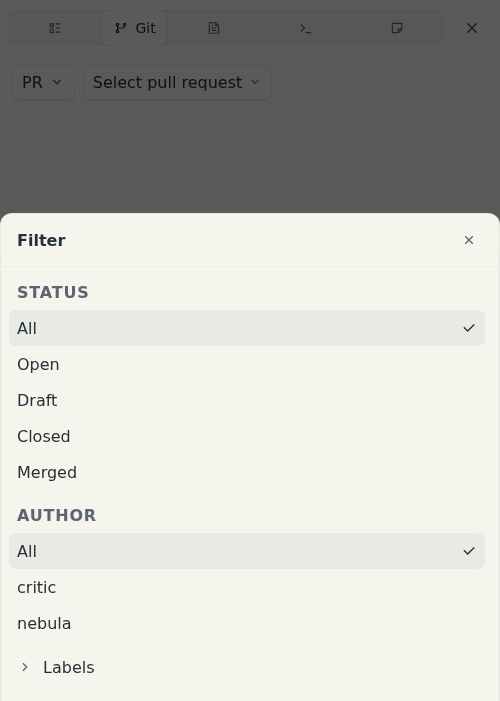 Git
PR
Select pull request
Filter
STATUS
All
Open
Draft
Closed
Merged
AUTHOR
All
critic
nebula
Labels